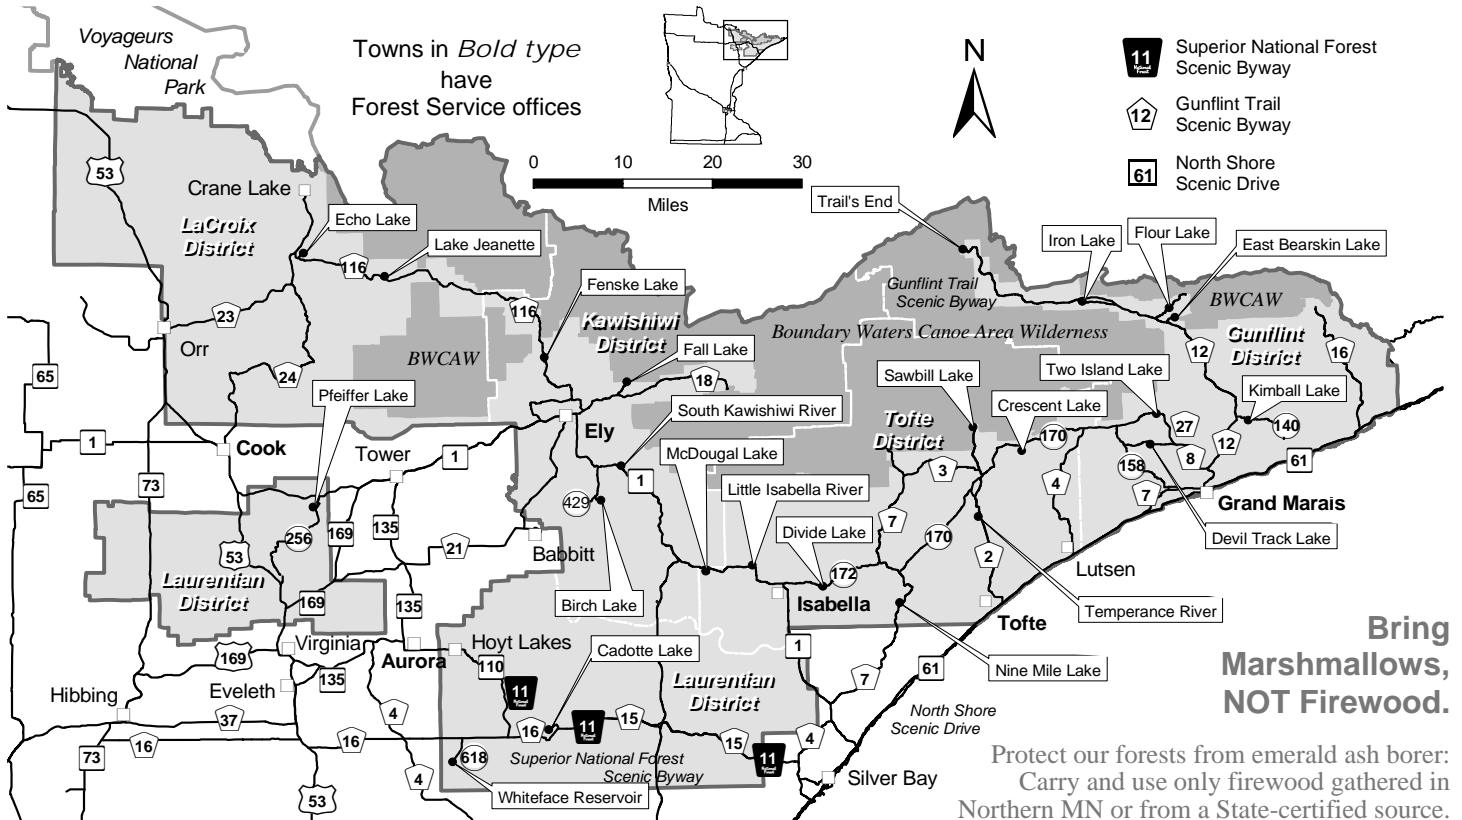 Voyageurs
National
Park
Towns in Bold type
have
Forest Service offices
0 10 20 30
Miles
N
11
National
Forest
Superior National Forest
Scenic Byway
12
Gunflint Trail
Scenic Byway
61
North Shore
Scenic Drive
53
Crane Lake
LaCroix
District
Echo Lake
116
Lake Jeanette
Trail's End
Iron Lake
Flour Lake
East Bearskin Lake
Gunflint Trail
Scenic Byway
BWCAW
Fenske Lake
116
23
Orr
Kawishiwi
District
Boundary Waters Canoe Area Wilderness
Gunflint
District
12
16
BWCAW
Fall Lake
18
65
24
Pfeiffer Lake
Sawbill Lake
Two Island Lake
Kimball Lake
South Kawishiwi River
Crescent Lake
Tofte
District
170
27
140
12
Ely
1
Cook
Tower
1
McDougal Lake
3
158
8
61
65
73
1
Little Isabella River
4
7
Grand Marais
429
256
169
135
Divide Lake
7
170
Devil Track Lake
53
21
Babbitt
172
2
Lutsen
Laurentian
District
169
135
Birch Lake
Isabella
Temperance River
Tofte
Virginia
Aurora
Hoyt Lakes
Cadotte Lake
1
Nine Mile Lake
61
169
135
110
11
National
Forest
Laurentian
District
7
Hibbing
Eveleth
37
4
16
11
National
Forest
15
North Shore
Scenic Drive
16
16
15
4
73
618
Superior National Forest
Scenic Byway
11
National
Forest
4
Whiteface Reservoir
Silver Bay
53
Bring
Marshmallows,
NOT Firewood.
Protect our forests from emerald ash borer:
Carry and use only firewood gathered in
Northern MN or from a State-certified source.